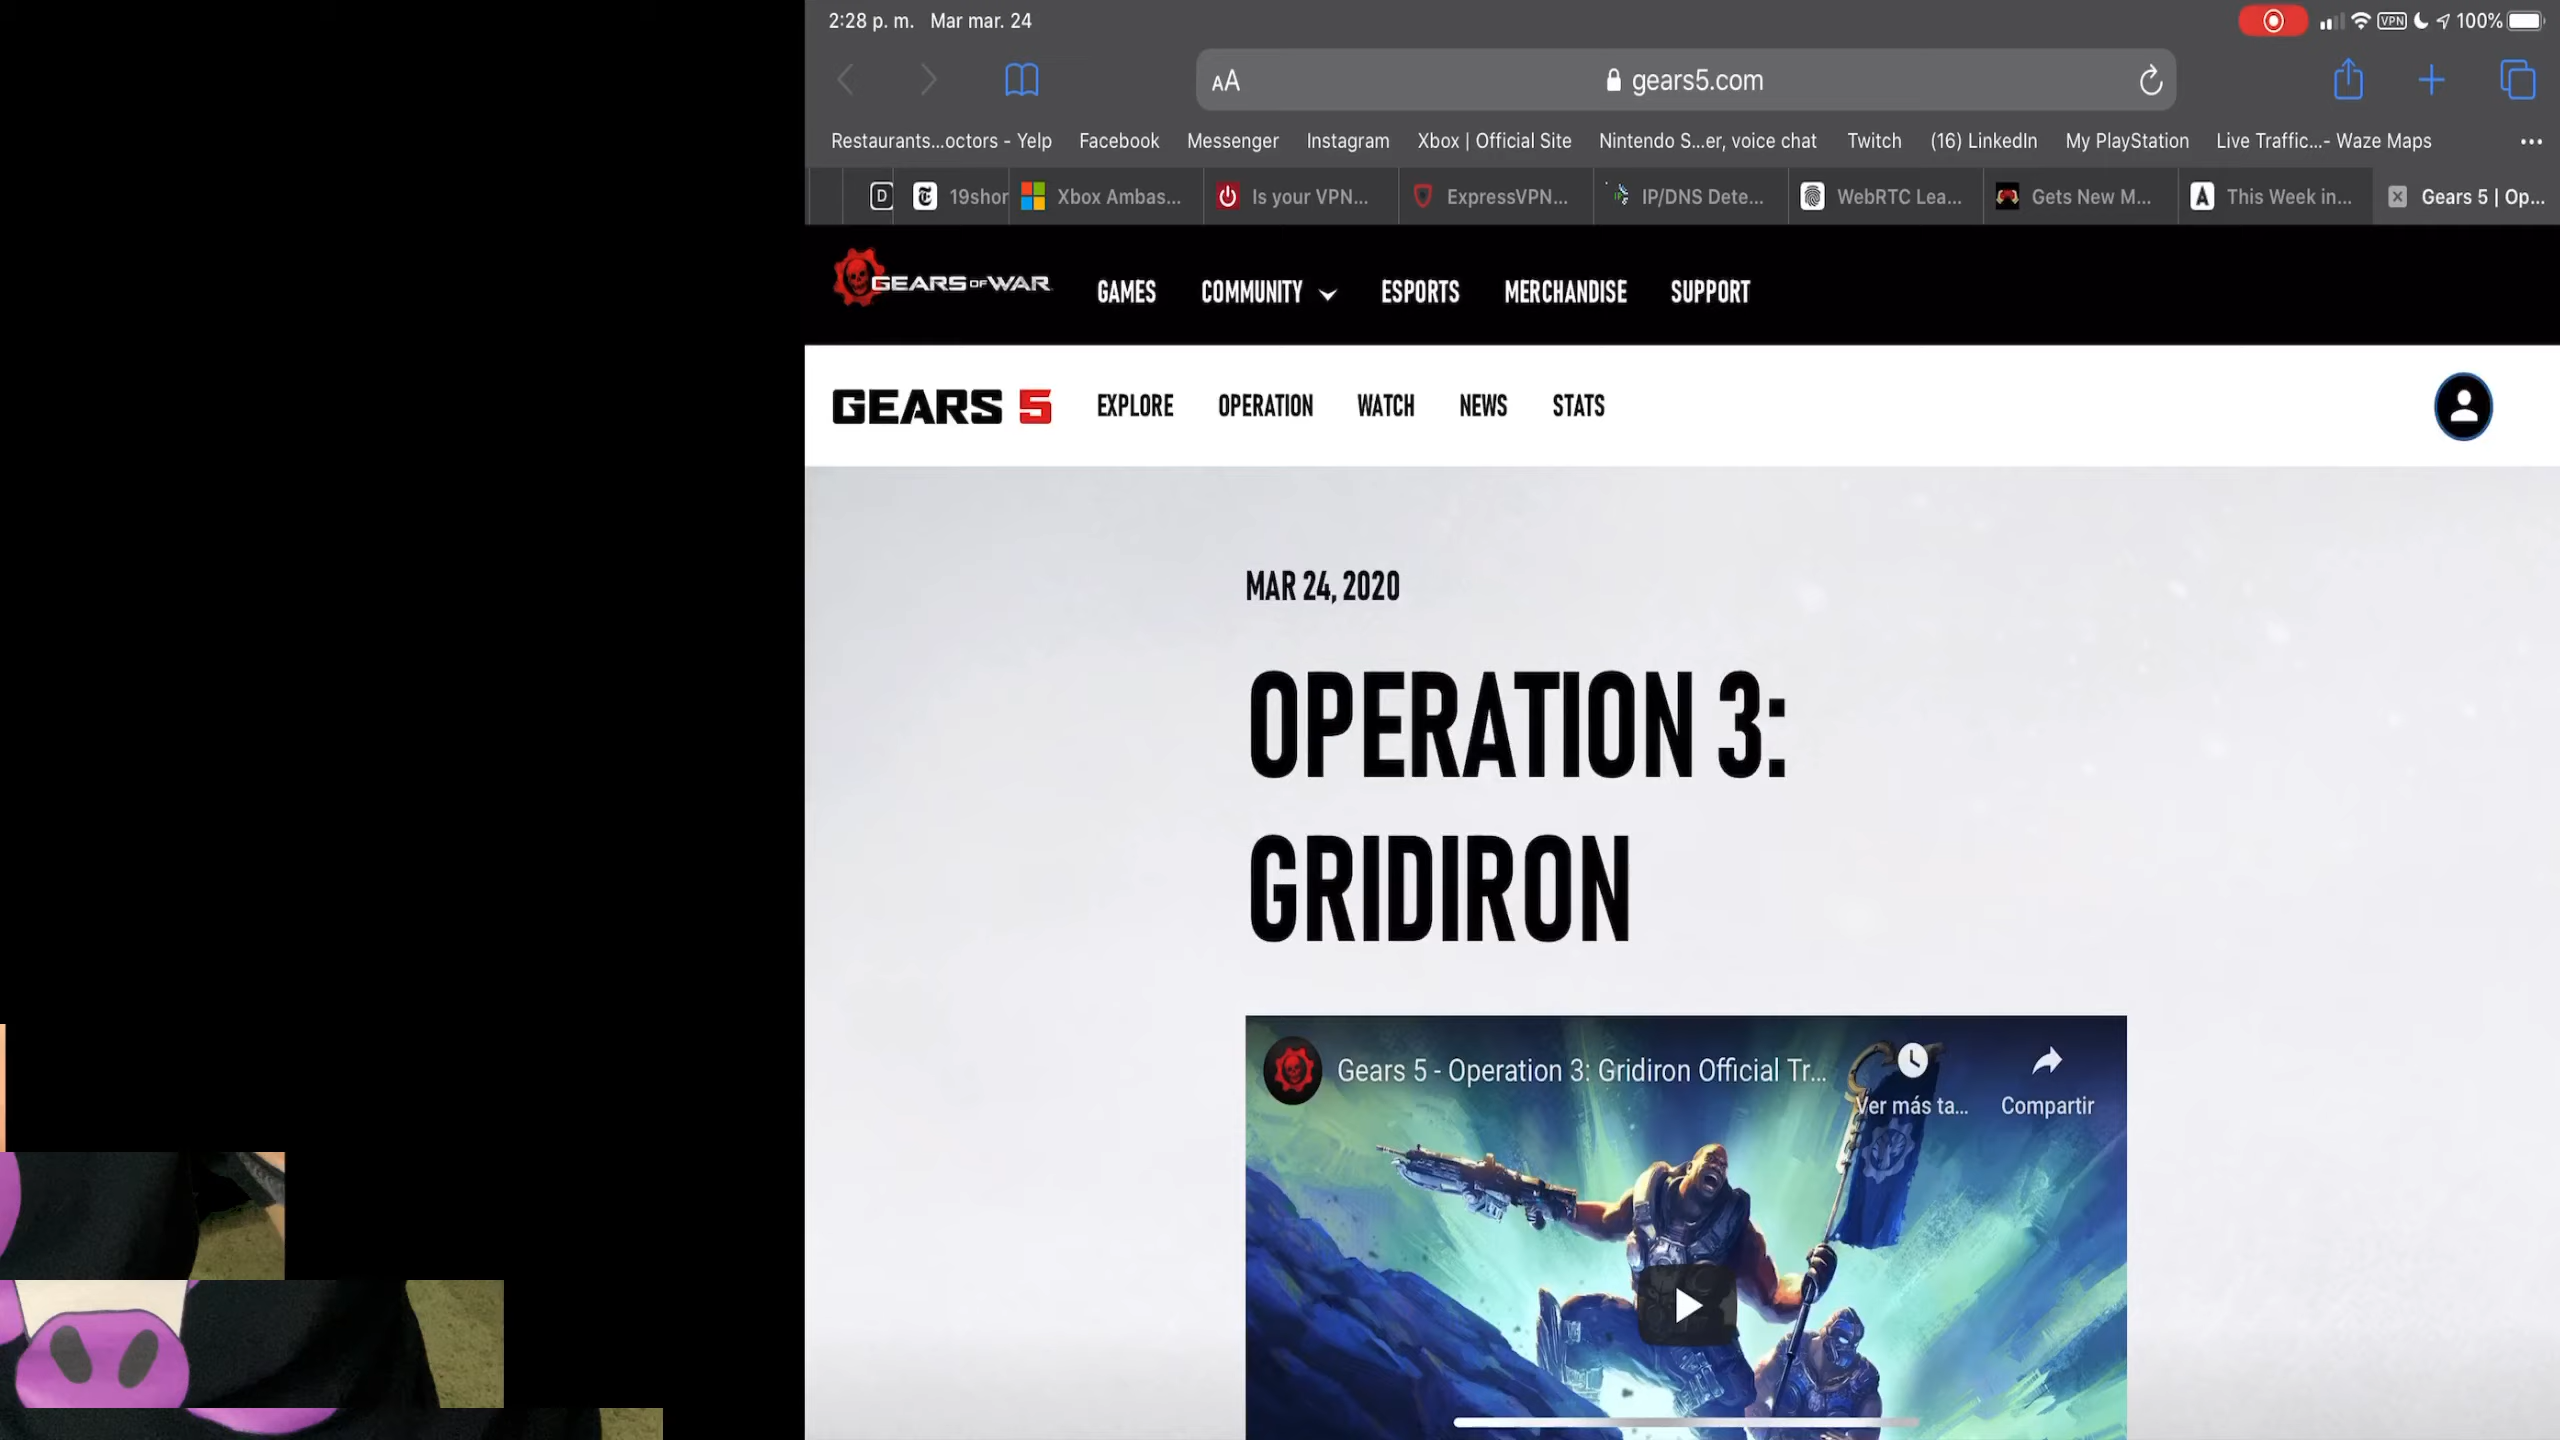 2:28 p. m. Mar mar. 24
VPN 100%
AA gears5.com
Restaurants...octors - Yelp Facebook Messenger Instagram Xbox | Official Site Nintendo S...er, voice chat Twitch (16) LinkedIn My PlayStation Live Traffic...- Waze Maps
19shor Xbox Ambas... Is your VPN... ExpressVPN... IP/DNS Dete... WebRTC Lea... Gets New M... This Week in... Gears 5 | Op...
GEARS OF WAR GAMES COMMUNITY ESPORTS MERCHANDISE SUPPORT
GEARS 5 EXPLORE OPERATION WATCH NEWS STATS
MAR 24, 2020
OPERATION 3:
GRIDIRON
Gears 5 - Operation 3: Gridiron Official Tr...
Ver más ta... Compartir